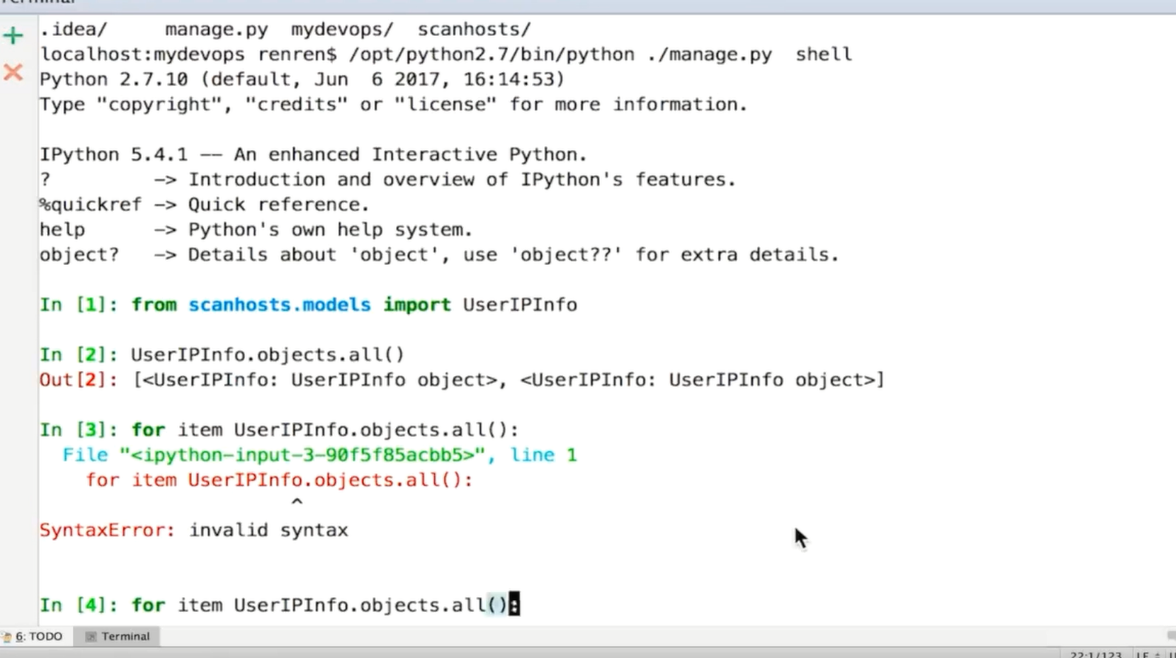 .idea/     manage.py  mydevops/  scanhosts/
localhost:mydevops renren$ /opt/python2.7/bin/python ./manage.py  shell
Python 2.7.10 (default, Jun  6 2017, 16:14:53)
Type "copyright", "credits" or "license" for more information.
IPython 5.4.1 -- An enhanced Interactive Python.
?         -> Introduction and overview of IPython's features.
%quickref -> Quick reference.
help      -> Python's own help system.
object?   -> Details about 'object', use 'object??' for extra details.
In [1]: from scanhosts.models import UserIPInfo
In [2]: UserIPInfo.objects.all()
Out[2]: [<UserIPInfo: UserIPInfo object>, <UserIPInfo: UserIPInfo object>]
In [3]: for item UserIPInfo.objects.all():
  File "<ipython-input-3-90f5f85acbb5>", line 1
    for item UserIPInfo.objects.all():
                      ^
SyntaxError: invalid syntax
In [4]: for item UserIPInfo.objects.all():
6: TODO  Terminal